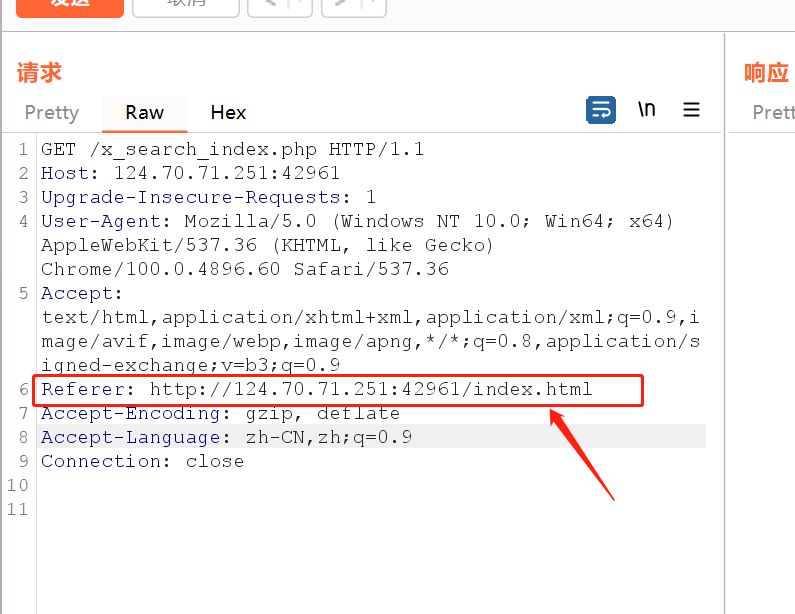 发送
取消
< >
请求
响应
Pretty Raw Hex \n
Prett
1 GET /x_search_index.php HTTP/1.1
2 Host: 124.70.71.251:42961
3 Upgrade-Insecure-Requests: 1
4 User-Agent: Mozilla/5.0 (Windows NT 10.0; Win64; x64)
AppleWebKit/537.36 (KHTML, like Gecko)
Chrome/100.0.4896.60 Safari/537.36
5 Accept:
text/html,application/xhtml+xml,application/xml;q=0.9,i
mage/avif,image/webp,image/apng,*/*;q=0.8,application/s
igned-exchange;v=b3;q=0.9
6 Referer: http://124.70.71.251:42961/index.html
7 Accept-Encoding: gzip, deflate
8 Accept-Language: zh-CN,zh;q=0.9
9 Connection: close
10
11